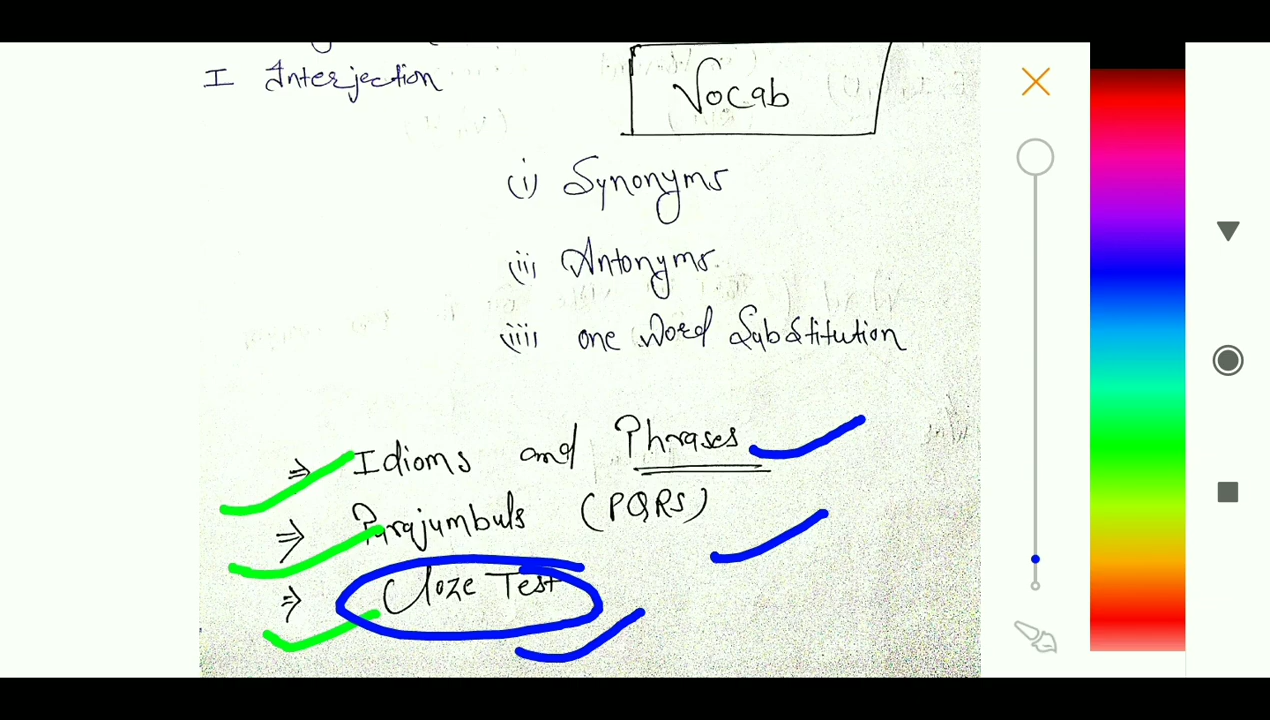 I Interjection
Vocab
(i) Synonyms
(ii) Antonyms.
(iii) one word Substitution
⇒ Idioms and Phrases
⇒ Parajumbuls (PQRS)
⇒ Cloze Test